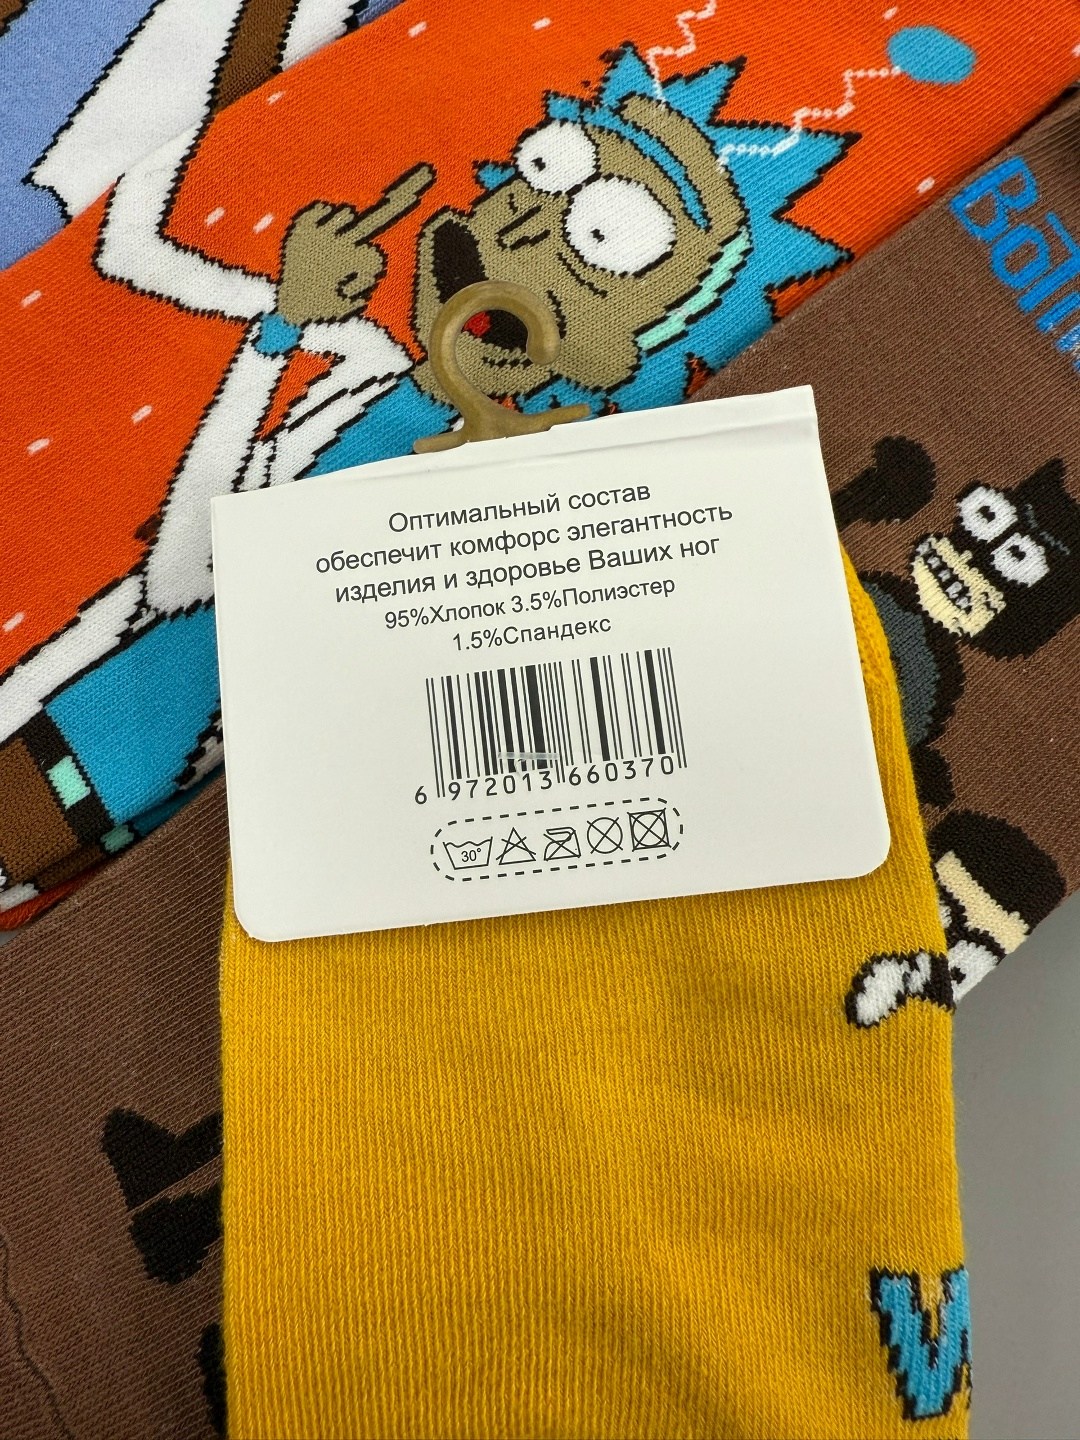 Оптимальный состав
обеспечит комфорс элегантность
изделия и здоровье Ваших ног
95%Хлопок 3.5%Полиэстер
1.5%Спандекс
6 972013 660370
30°